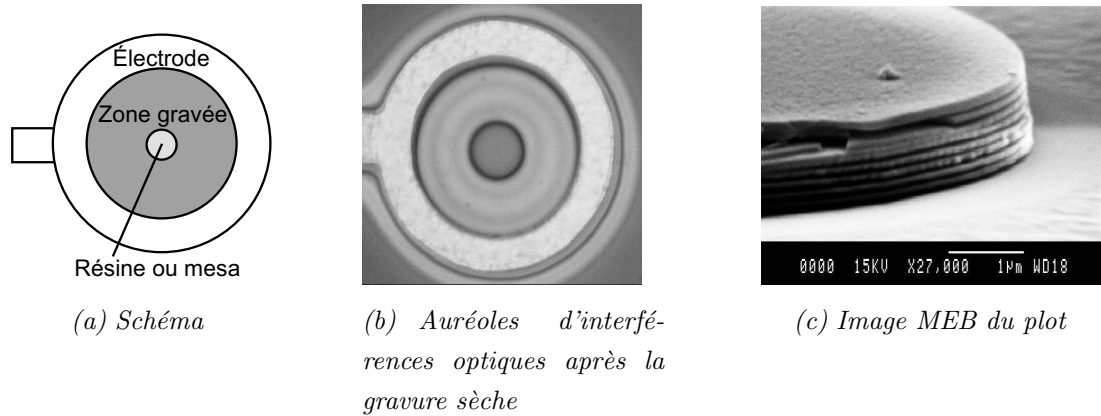 Électrode
Zone gravée
Résine ou mesa
0000 15KV X27,000 1µm WD18
(a) Schéma
(b) Auréoles d'interfé-
rences optiques après la
gravure sèche
(c) Image MEB du plot